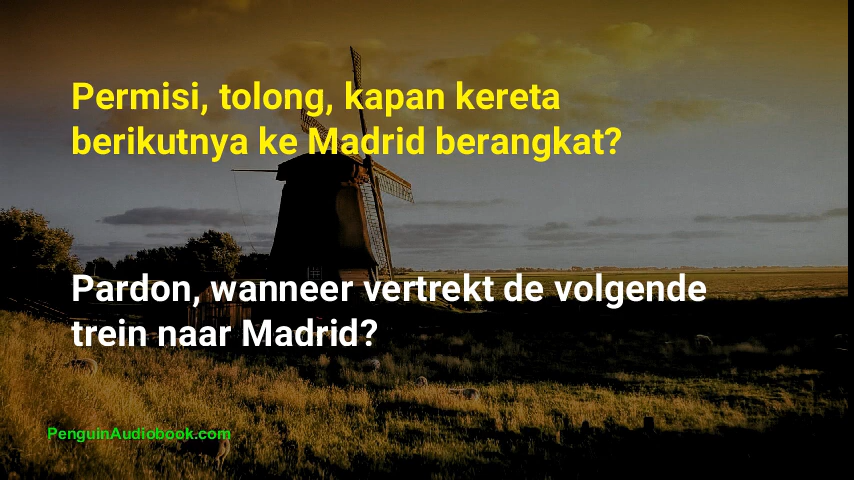 Permisi, tolong, kapan kereta
berikutnya ke Madrid berangkat?
Pardon, wanneer vertrekt de volgende
trein naar Madrid?
PenguinAudiobook.com